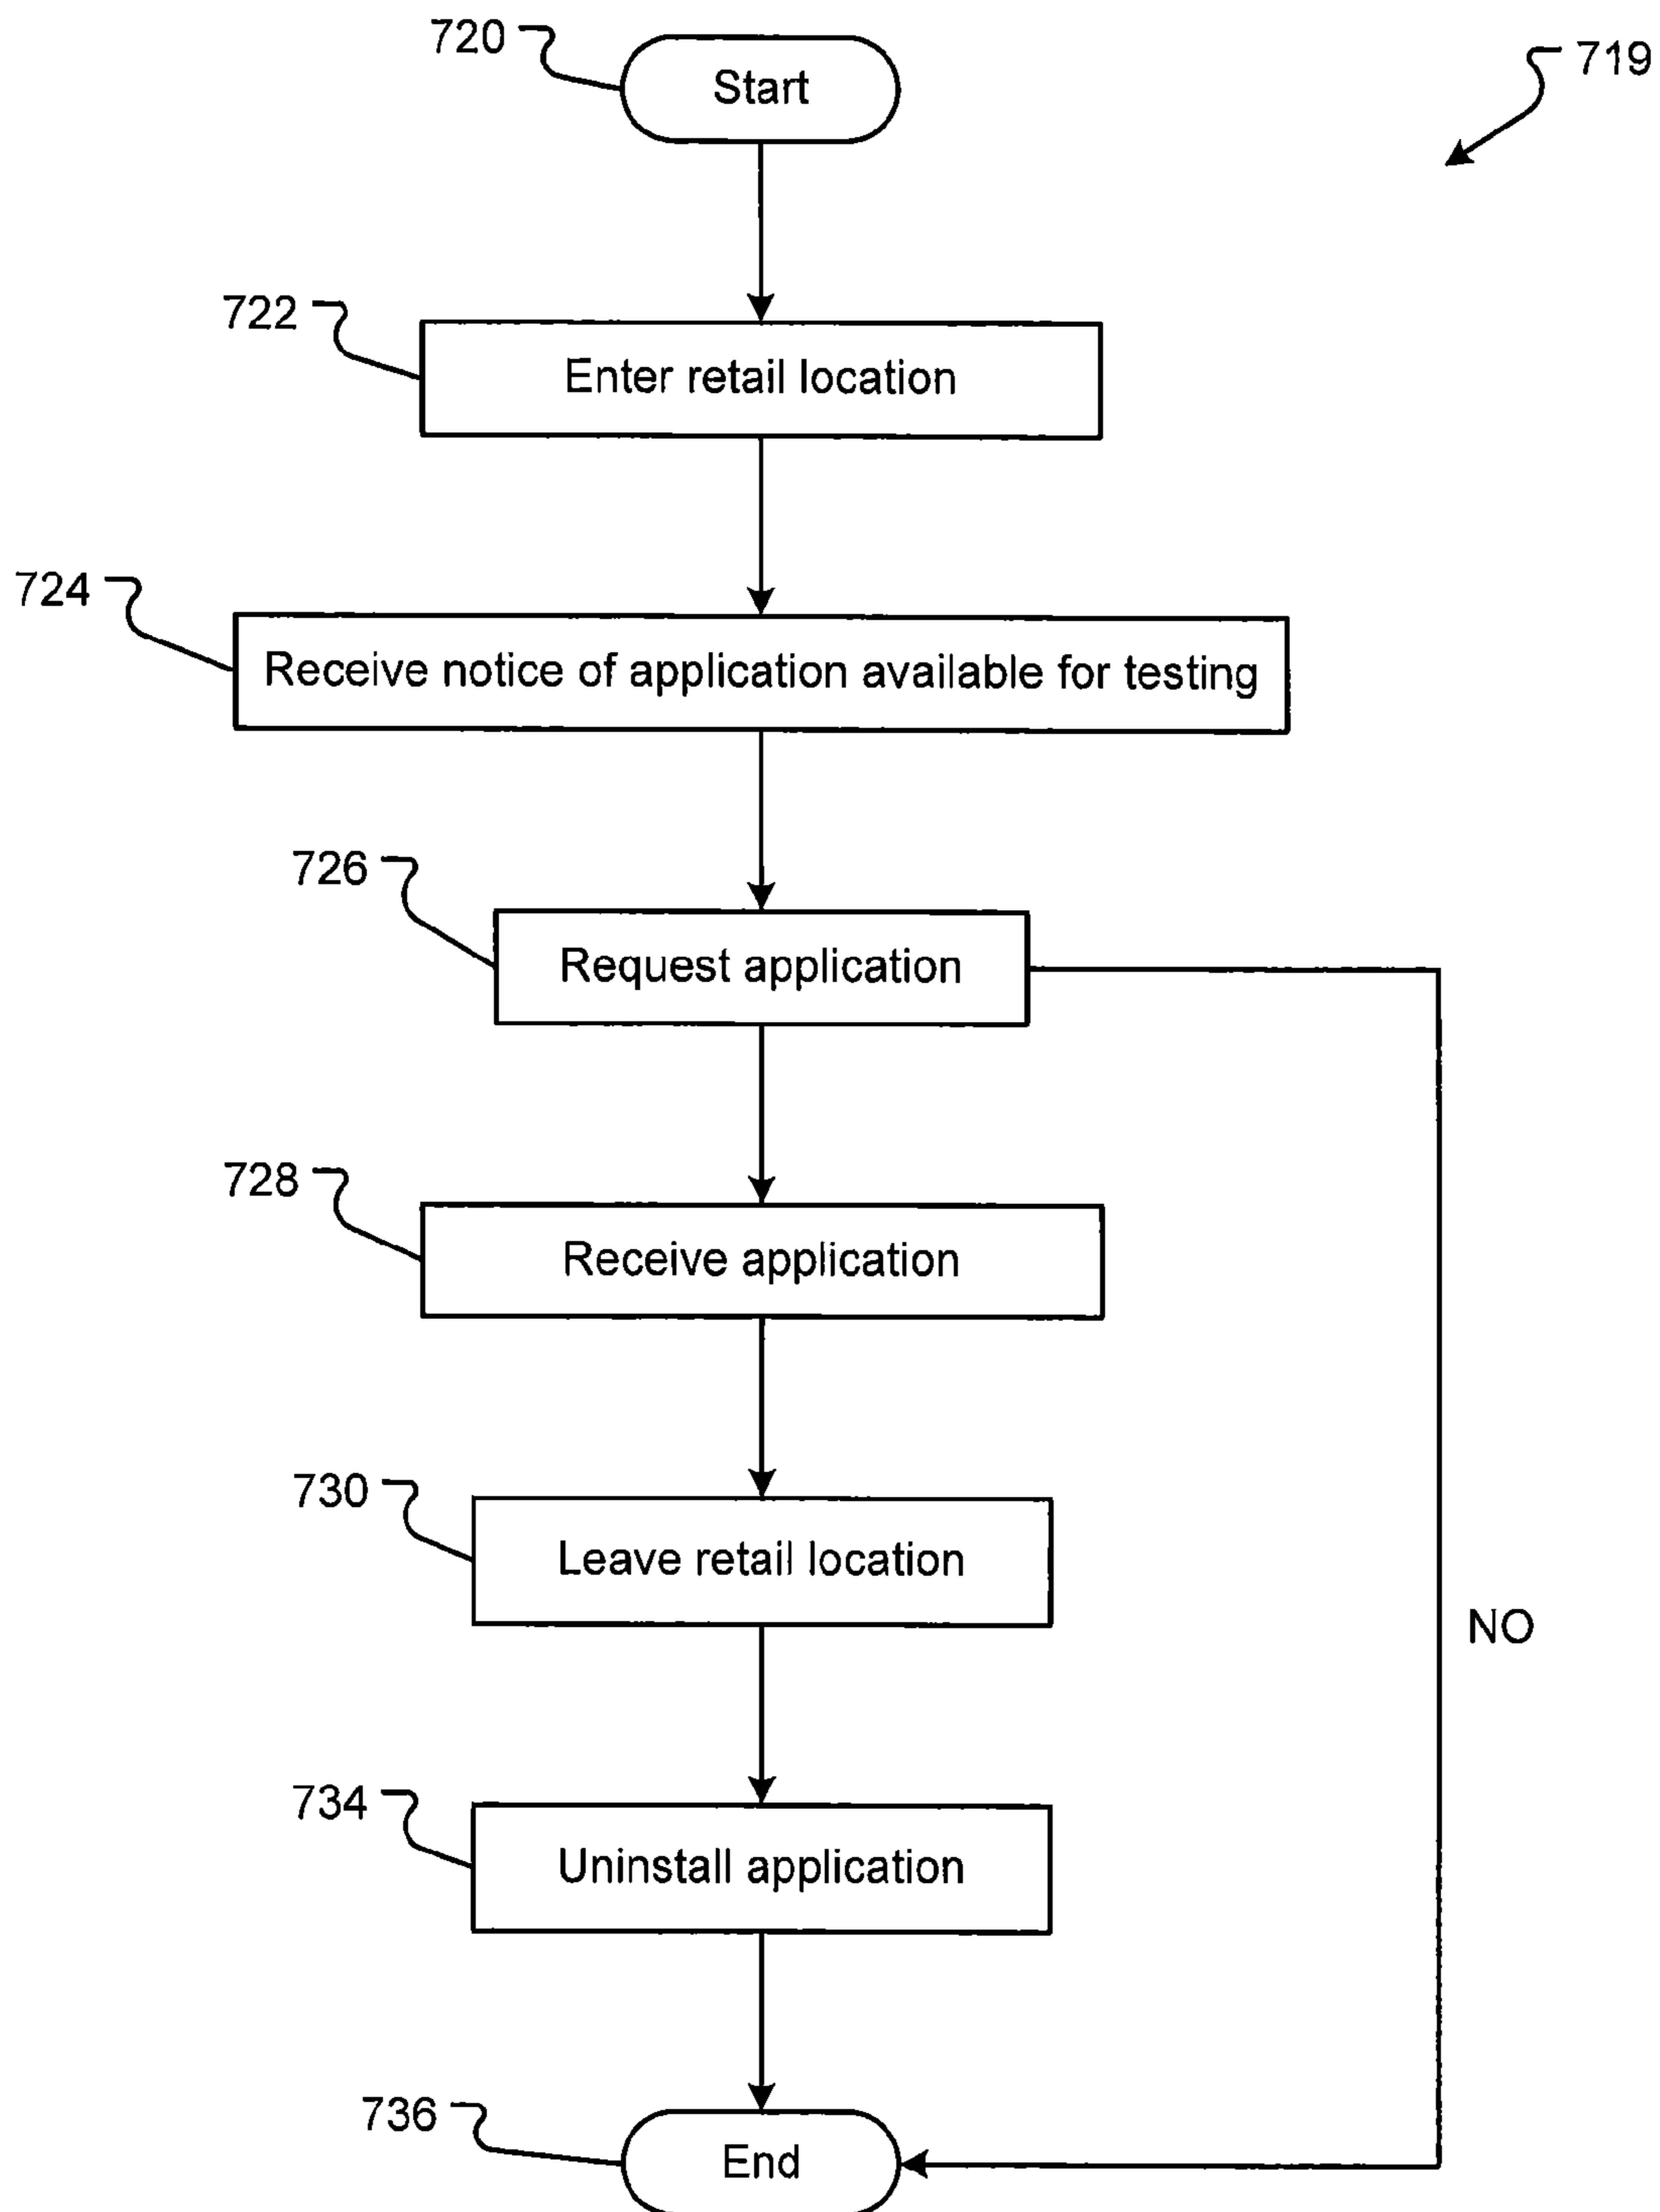 720
Start
719
722
Enter retail location
724
Receive notice of application available for testing
726
Request application
728
Receive application
730
Leave retail location
NO
734
Uninstall application
736
End